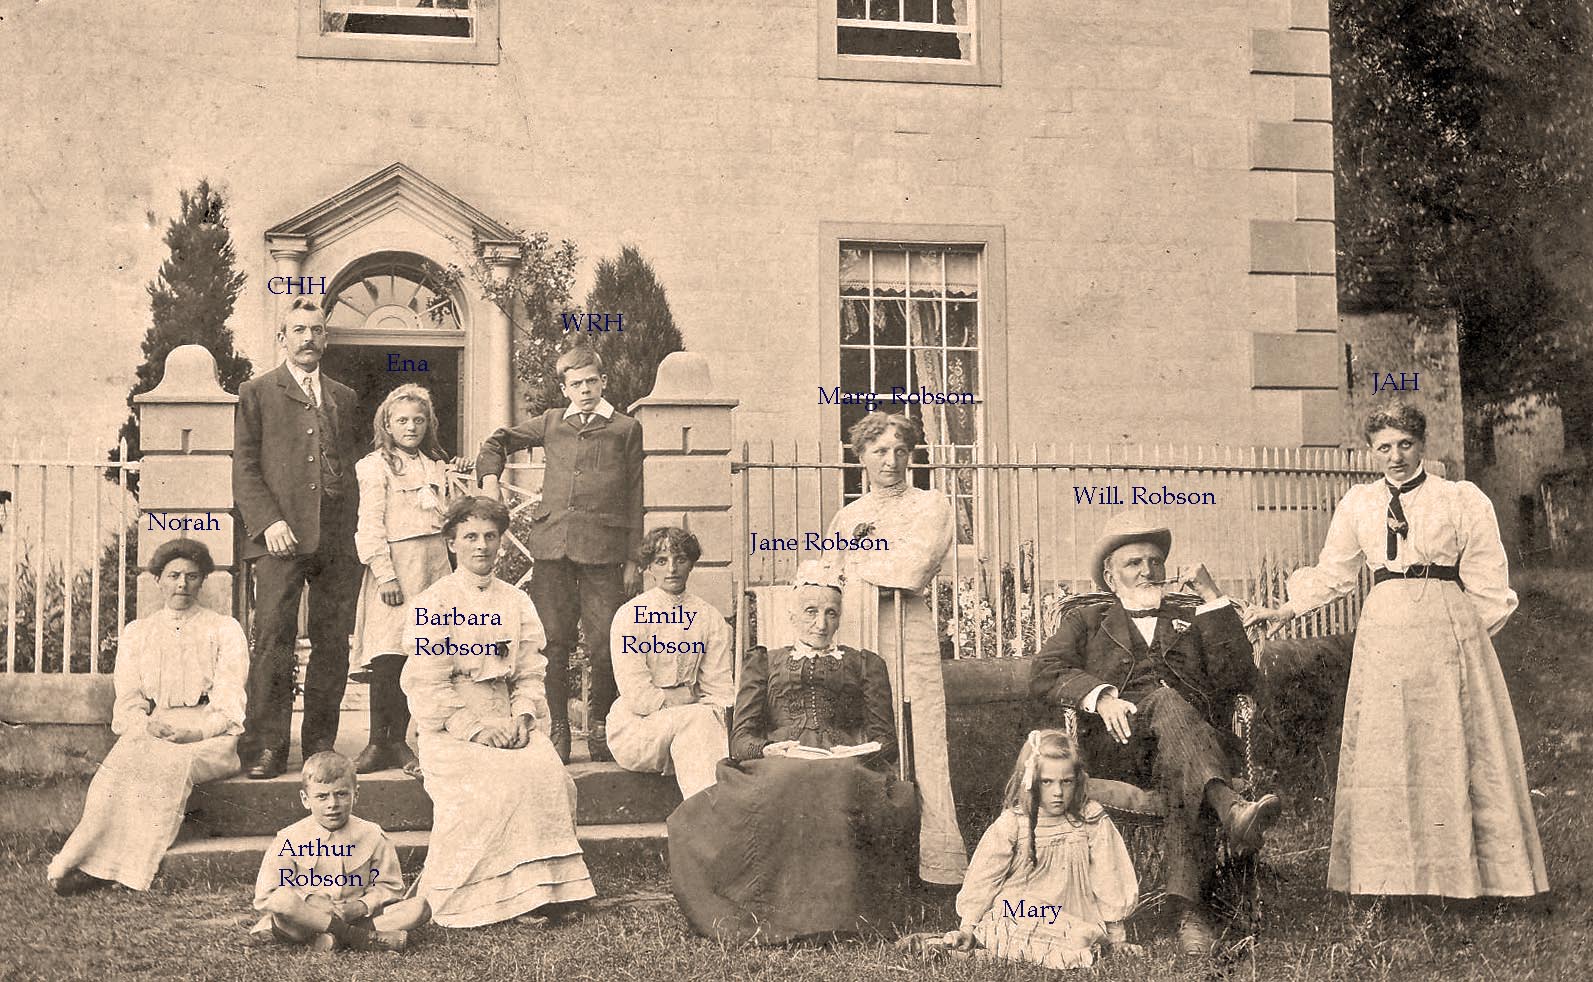 CHH
WRH
Ena
JAH
Marg. Robson
Will. Robson
Norah
Jane Robson
Barbara
Robson
Emily
Robson
Arthur
Robson ?
Mary